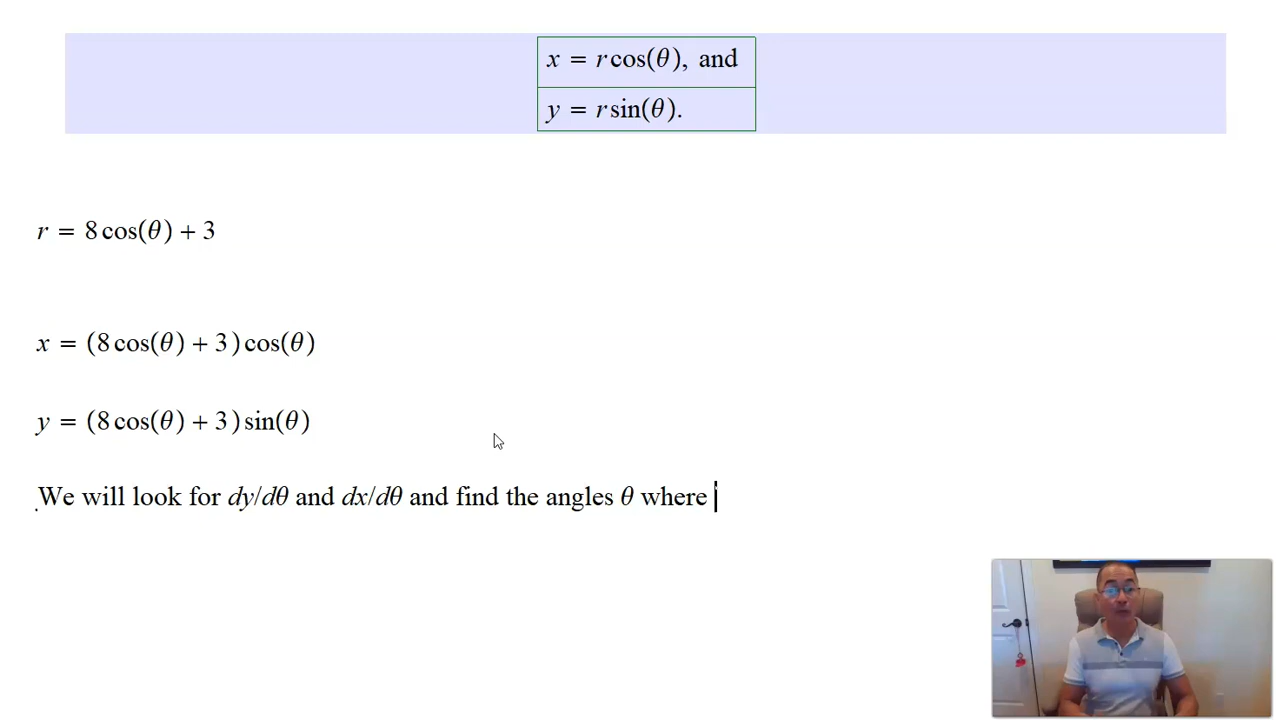 x = r cos(θ), and
y = r sin(θ).
r = 8 cos(θ) + 3
x = (8 cos(θ) + 3) cos(θ)
y = (8 cos(θ) + 3) sin(θ)
We will look for dy/dθ and dx/dθ and find the angles θ where